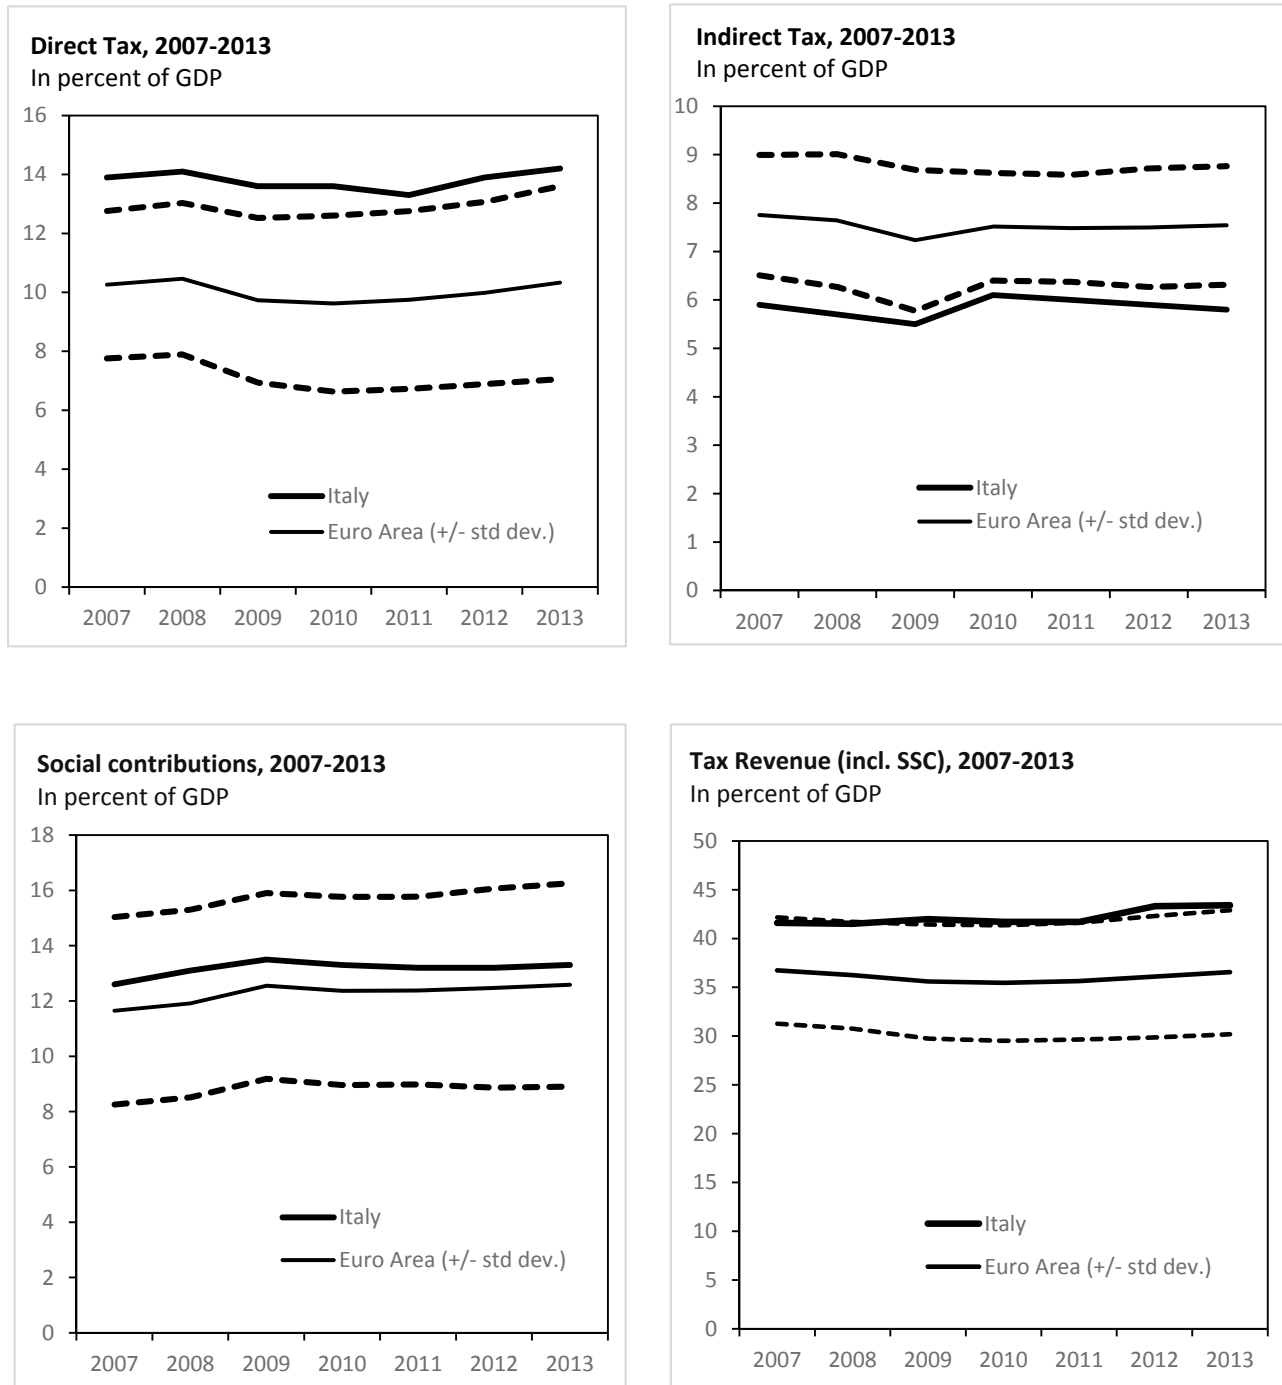 Direct Tax, 2007-2013
In percent of GDP
16
14
12
10
8
6
4
2
0
Italy
Euro Area (+/- std dev.)
2007 2008 2009 2010 2011 2012 2013
Indirect Tax, 2007-2013
In percent of GDP
10
9
8
7
6
5
4
3
2
1
0
Italy
Euro Area (+/- std dev.)
2007 2008 2009 2010 2011 2012 2013
Social contributions, 2007-2013
In percent of GDP
18
16
14
12
10
8
6
4
2
0
Italy
Euro Area (+/- std dev.)
2007 2008 2009 2010 2011 2012 2013
Tax Revenue (incl. SSC), 2007-2013
In percent of GDP
50
45
40
35
30
25
20
15
10
5
0
Italy
Euro Area (+/- std dev.)
2007 2008 2009 2010 2011 2012 2013